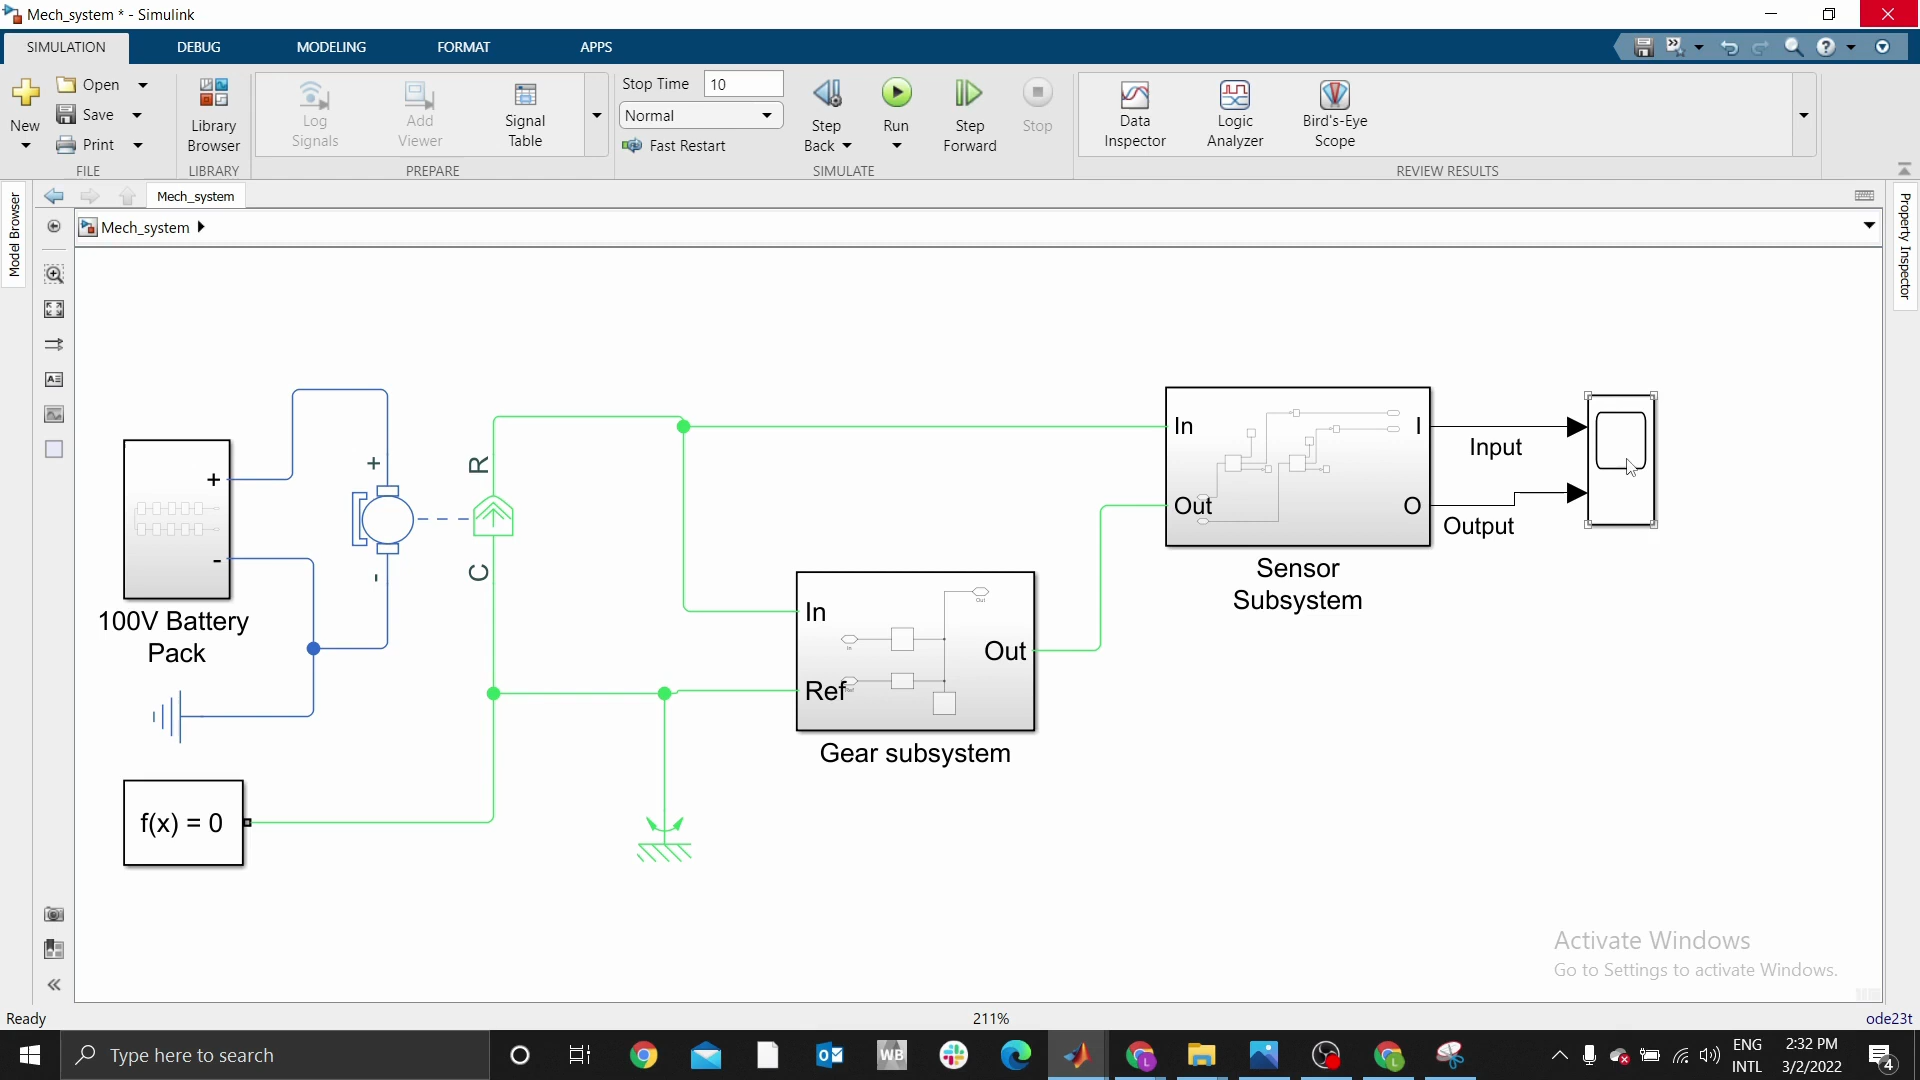 Mech_system * - Simulink
SIMULATION
DEBUG
MODELING
FORMAT
APPS
New
Open
Save
Print
FILE
Library
Browser
LIBRARY
Log
Signals
Add
Viewer
Signal
Table
PREPARE
Stop Time 10
Normal
Fast Restart
Step
Back
Run
Step
Forward
Stop
SIMULATE
Data
Inspector
Logic
Analyzer
Bird's-Eye
Scope
REVIEW RESULTS
Model Browser
Mech_system
Mech_system
Property Inspector
+
-
100V Battery
Pack
+
-
R
C
f(x) = 0
In
Ref
Out
Gear subsystem
In
Out
I
O
Sensor
Subsystem
Input
Output
Activate Windows
Go to Settings to activate Windows.
Ready
211%
ode23t
Type here to search
WB
ENG
INTL
2:32 PM
3/2/2022
4